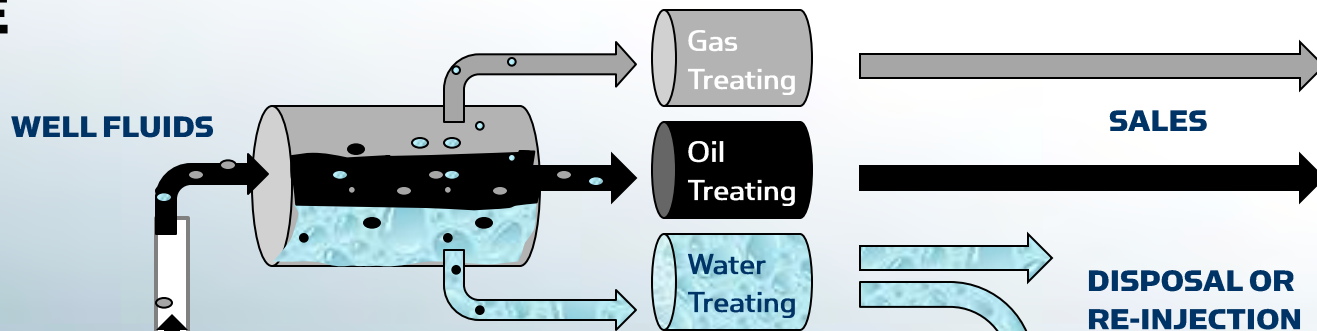 E
WELL FLUIDS
Gas
Treating
Oil
Treating
Water
Treating
SALES
DISPOSAL OR
RE-INJECTION